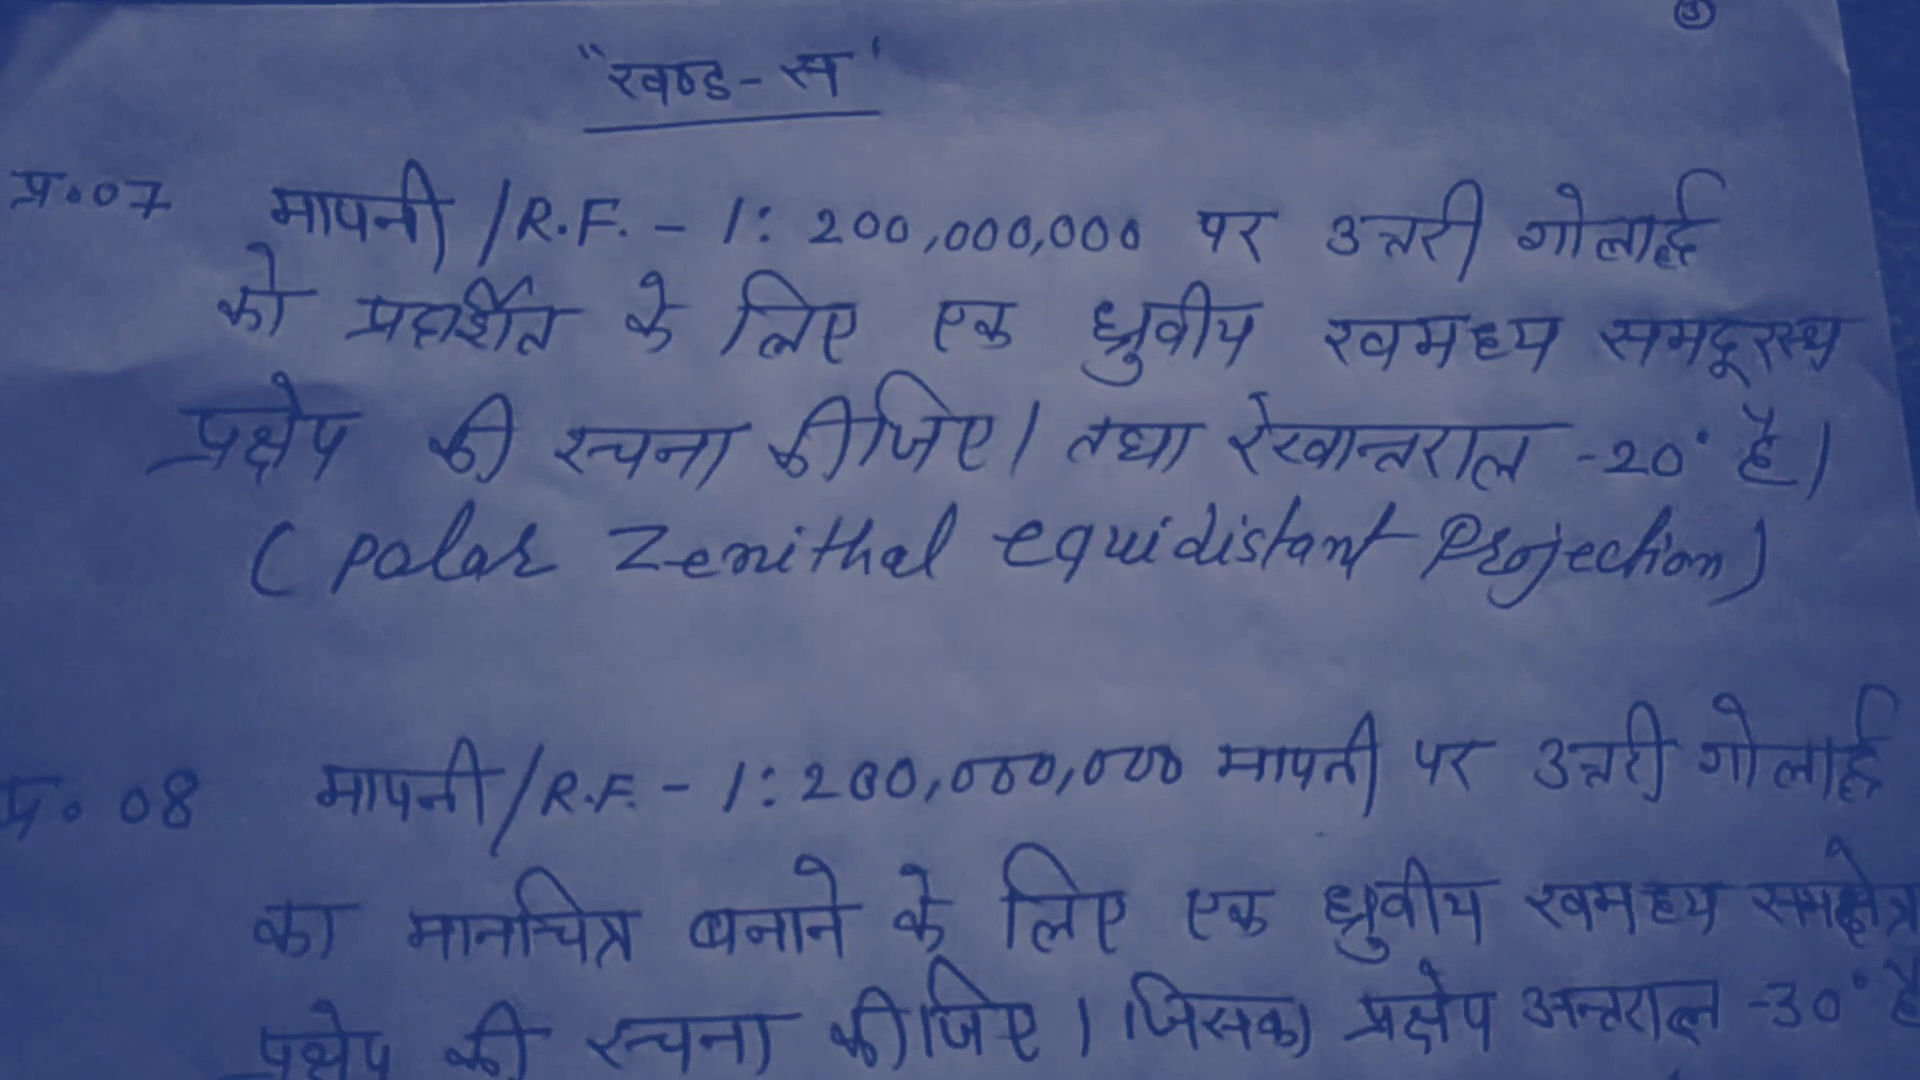 ③
"खण्ड - स"
प्र. 07 मापनी / R.F. - 1: 200,000,000 पर उत्तरी गोलार्द्ध
को प्रदर्शित के लिए एक ध्रुवीय खमध्य समदूरस्थ
प्रक्षेप की रचना कीजिए। तथा रेखान्तराल -20° है।
(Polar Zenithal equidistant Projection)
प्र. 08 मापनी / R.F. - 1: 200,000,000 मापनी पर उत्तरी गोलार्द्ध
का मानचित्र बनाने के लिए एक ध्रुवीय खमध्य समक्षेत्र
प्रक्षेप की रचना कीजिए। जिसका प्रक्षेप अन्तराल -30° है